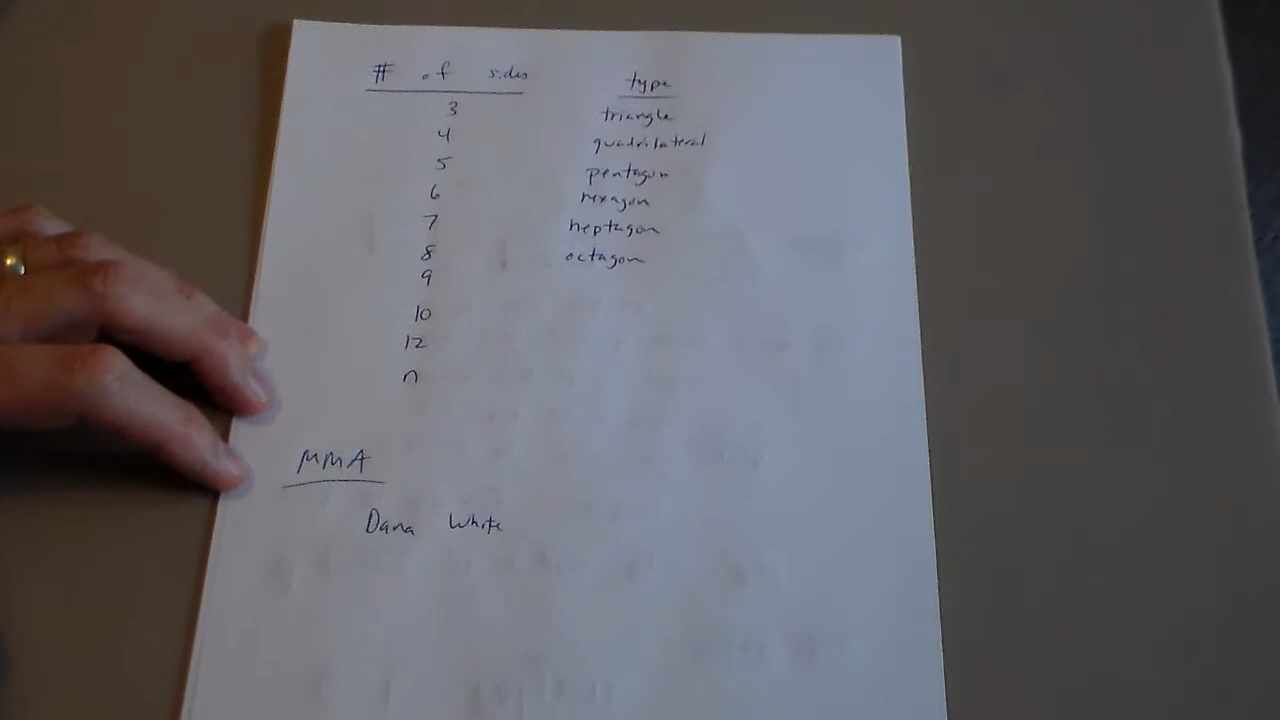 # of sides type
3 triangle
4 quadrilateral
5 pentagon
6 hexagon
7 heptagon
8 octagon
9
10
12
n
MMA
Dana White